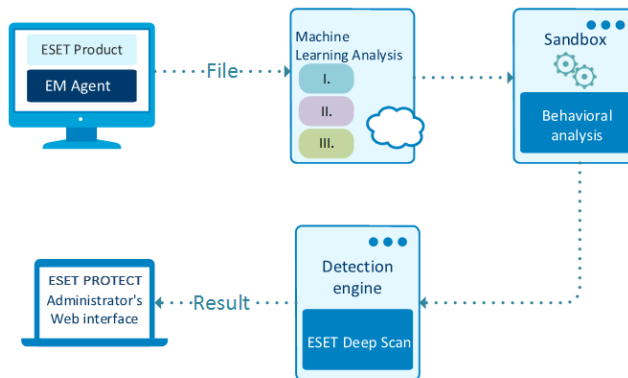 ESET Product
EM Agent
File
Machine
Learning Analysis
I.
II.
III.
Sandbox
Behavioral
analysis
ESET PROTECT
Administrator's
Web interface
Result
Detection
engine
ESET Deep Scan